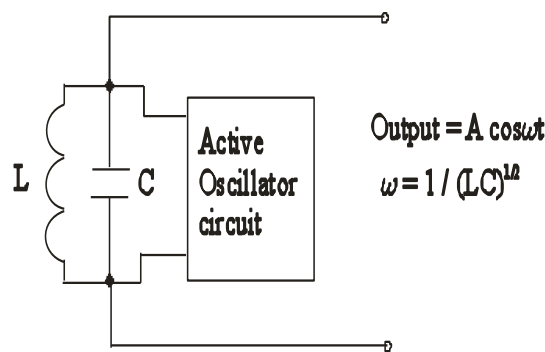 Output = A cosωt
Active
Oscillator
circuit
L
C
ω = 1 / (LC)^1/2